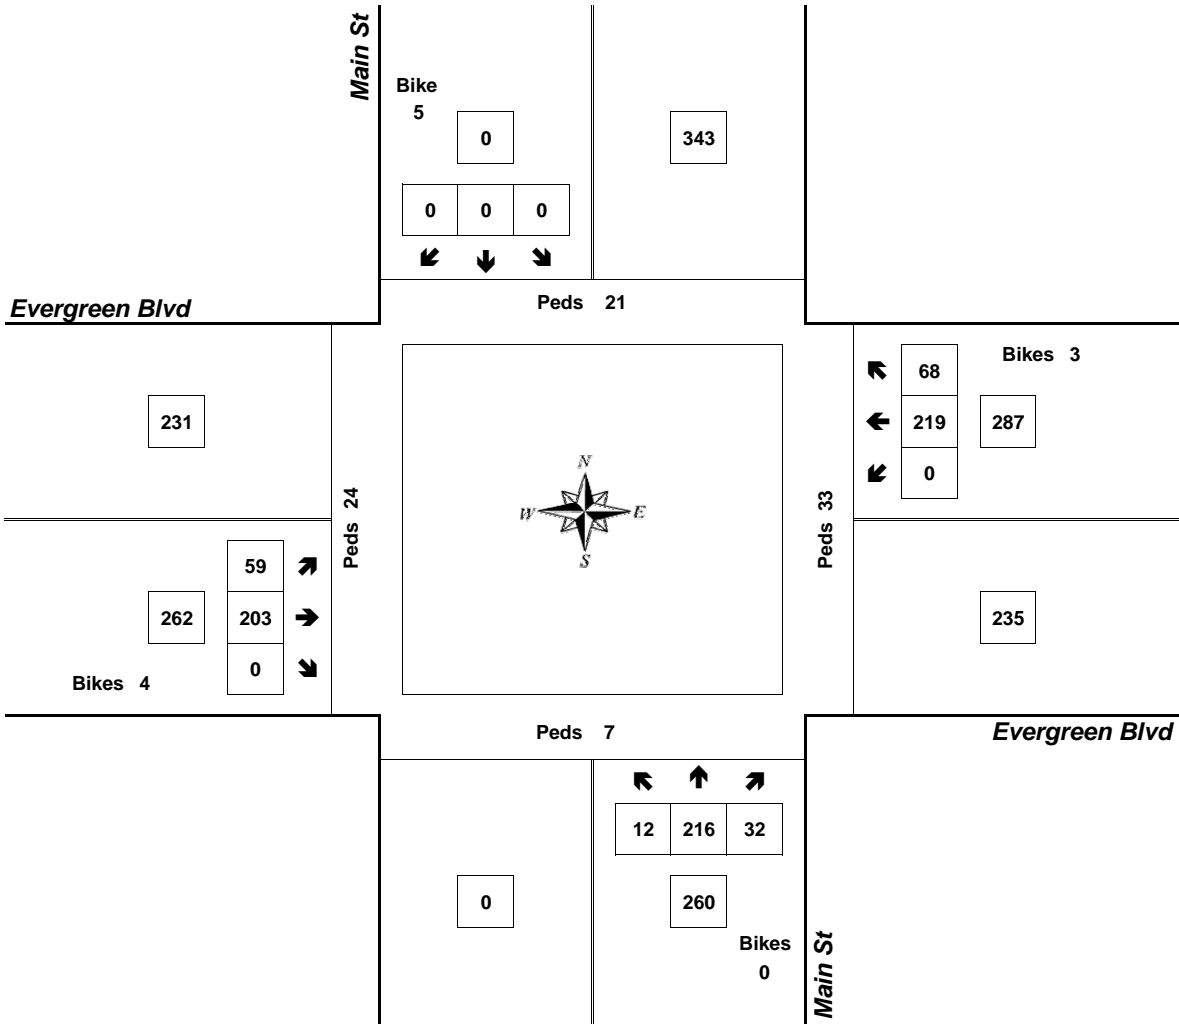 Main St
Bike
5
0
343
0 0 0
Peds 21
Evergreen Blvd
231
Peds 24
N
W E
S
Peds 33
68
219
0
287
Bikes 3
59
203
0
262
Bikes 4
235
Peds 7
Evergreen Blvd
12 216 32
0
260
Bikes
0
Main St